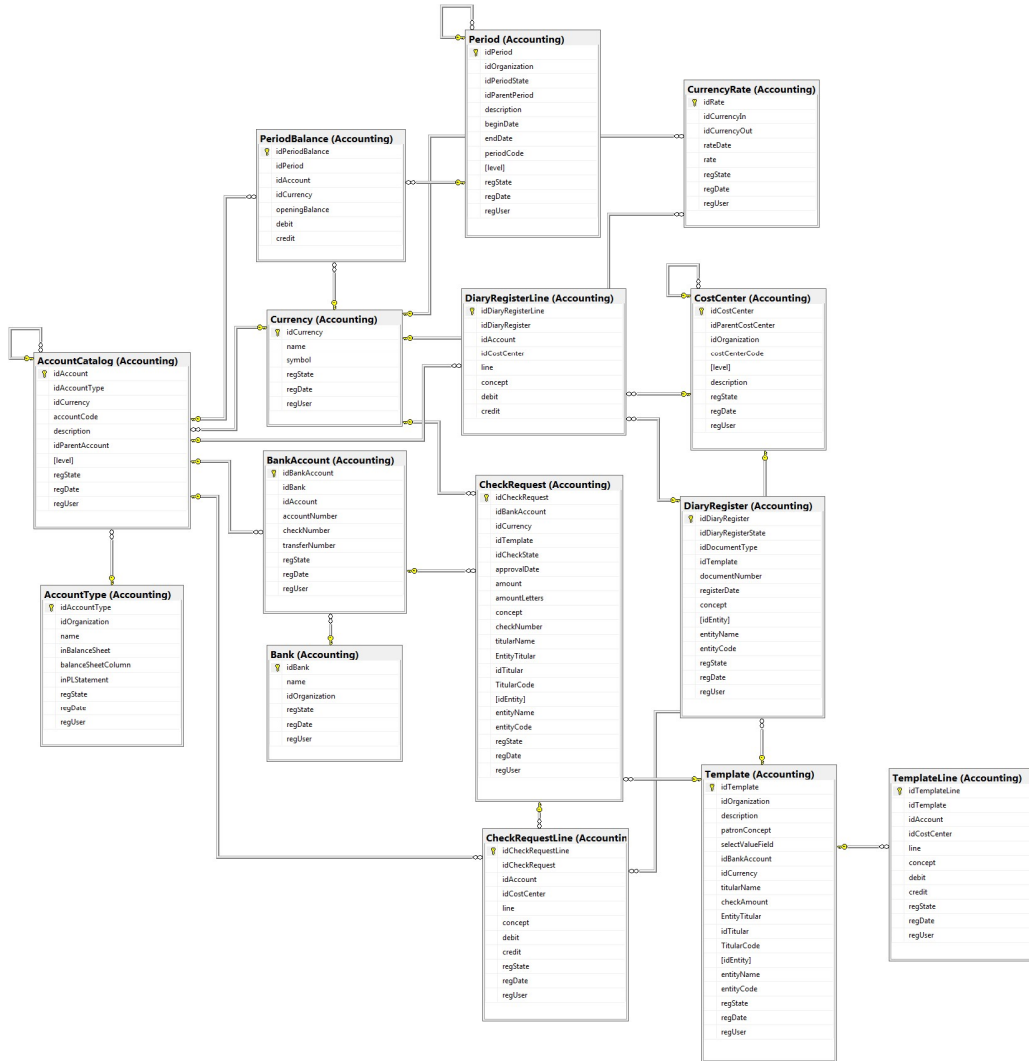 Period (Accounting)
idPeriod
idOrganization
idPeriodState
idParentPeriod
description
beginDate
endDate
periodCode
[level]
regState
regDate
regUser
CurrencyRate (Accounting)
idRate
idCurrencyIn
idCurrencyOut
rateDate
rate
regState
regDate
regUser
PeriodBalance (Accounting)
idPeriodBalance
idPeriod
idAccount
idCurrency
openingBalance
debit
credit
DiaryRegisterLine (Accounting)
idDiaryRegisterLine
idDiaryRegister
idAccount
idCostCenter
line
concept
debit
credit
CostCenter (Accounting)
idCostCenter
idParentCostCenter
idOrganization
costCenterCode
[level]
description
regState
regDate
regUser
Currency (Accounting)
idCurrency
name
symbol
regState
regDate
regUser
AccountCatalog (Accounting)
idAccount
idAccountType
idCurrency
accountCode
description
idParentAccount
[level]
regState
regDate
regUser
BankAccount (Accounting)
idBankAccount
idBank
idAccount
accountNumber
checkNumber
transferNumber
regState
regDate
regUser
CheckRequest (Accounting)
idCheckRequest
idBankAccount
idCurrency
idTemplate
idCheckState
approvalDate
amount
amountLetters
concept
checkNumber
titularName
EntityTitular
idTitular
TitularCode
[idEntity]
entityName
entityCode
regState
regDate
regUser
DiaryRegister (Accounting)
idDiaryRegister
idDiaryRegisterState
idDocumentType
idTemplate
documentNumber
registerDate
concept
[idEntity]
entityName
entityCode
regState
regDate
regUser
AccountType (Accounting)
idAccountType
idOrganization
name
inBalanceSheet
balanceSheetColumn
inPLStatement
regState
regDate
regUser
Bank (Accounting)
idBank
name
idOrganization
regState
regDate
regUser
Template (Accounting)
idTemplate
idOrganization
description
patronConcept
selectValueField
idBankAccount
idCurrency
titularName
checkAmount
EntityTitular
idTitular
TitularCode
[idEntity]
entityName
entityCode
regState
regDate
regUser
TemplateLine (Accounting)
idTemplateLine
idTemplate
idAccount
idCostCenter
line
concept
debit
credit
regState
regDate
regUser
CheckRequestLine (Accountin
idCheckRequestLine
idCheckRequest
idAccount
idCostCenter
line
concept
debit
credit
regState
regDate
regUser